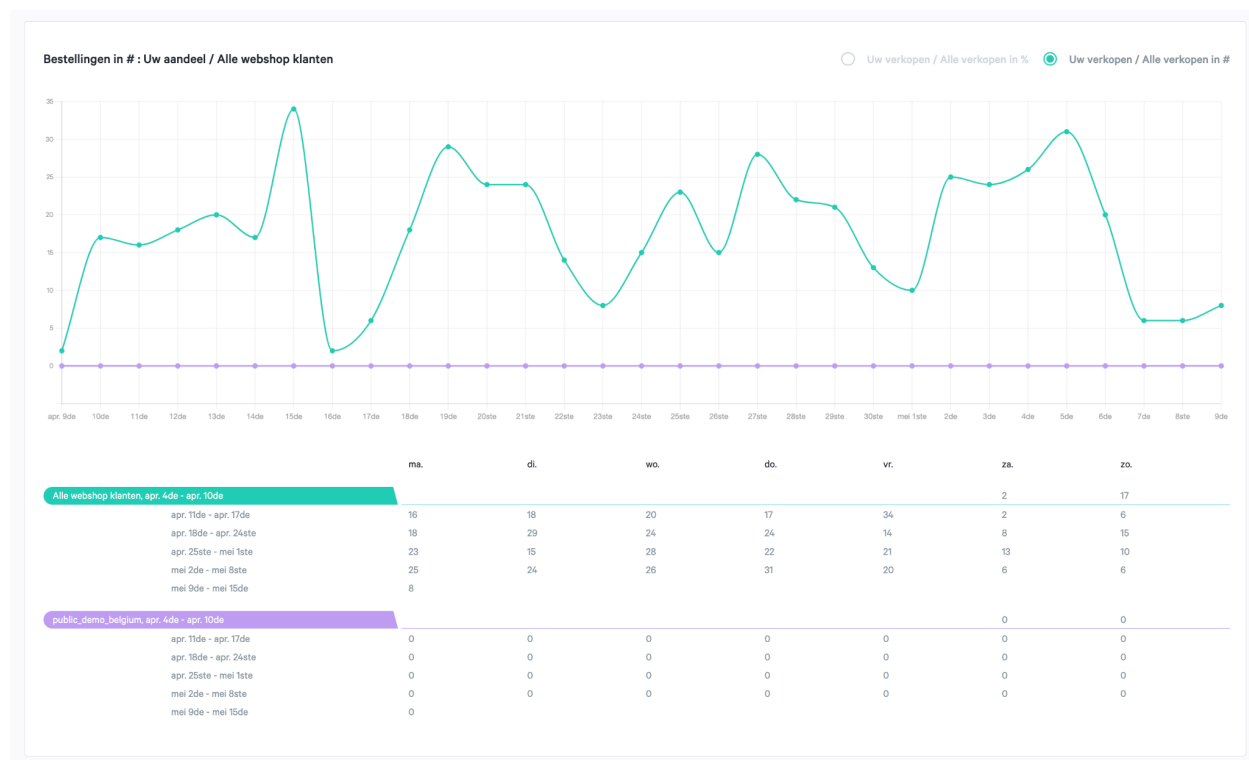 Bestellingen in # : Uw aandeel / Alle webshop klanten
Uw verkopen / Alle verkopen in % Uw verkopen / Alle verkopen in #
35
30
25
20
15
10
5
0
apr. 9de 10de 11de 12de 13de 14de 15de 16de 17de 18de 19de 20ste 21ste 22ste 23ste 24ste 25ste 26ste 27ste 28ste 29ste 30ste mei 1ste 2de 3de 4de 5de 6de 7de 8ste 9de
ma. di. wo. do. vr. za. zo.
Alle webshop klanten, apr. 4de - apr. 10de 2 17
apr. 11de - apr. 17de 16 18 20 17 34 2 6
apr. 18de - apr. 24ste 18 29 24 24 14 8 15
apr. 25ste - mei 1ste 23 15 28 22 21 13 10
mei 2de - mei 8ste 25 24 26 31 20 6 6
mei 9de - mei 15de 8
public_demo_belgium, apr. 4de - apr. 10de 0 0
apr. 11de - apr. 17de 0 0 0 0 0 0 0
apr. 18de - apr. 24ste 0 0 0 0 0 0 0
apr. 25ste - mei 1ste 0 0 0 0 0 0 0
mei 2de - mei 8ste 0 0 0 0 0 0 0
mei 9de - mei 15de 0